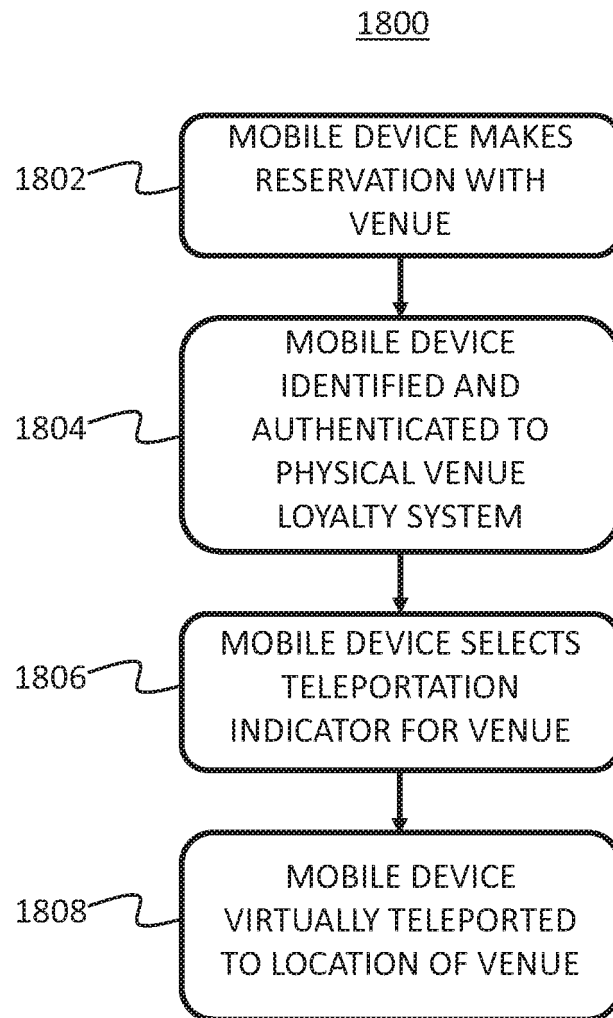 1800
1802
MOBILE DEVICE MAKES
RESERVATION WITH
VENUE
1804
MOBILE DEVICE
IDENTIFIED AND
AUTHENTICATED TO
PHYSICAL VENUE
LOYALTY SYSTEM
1806
MOBILE DEVICE SELECTS
TELEPORTATION
INDICATOR FOR VENUE
1808
MOBILE DEVICE
VIRTUALLY TELEPORTED
TO LOCATION OF VENUE